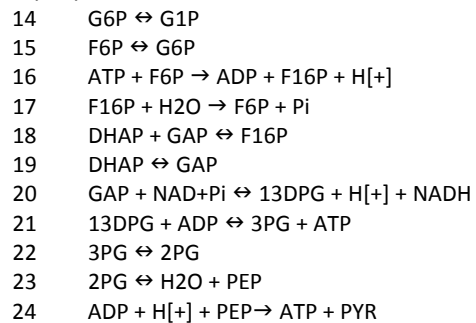 14 G6P ⇔ G1P
15 F6P ⇔ G6P
16 ATP + F6P → ADP + F16P + H[+]
17 F16P + H2O → F6P + Pi
18 DHAP + GAP ⇔ F16P
19 DHAP ⇔ GAP
20 GAP + NAD+Pi ⇔ 13DPG + H[+] + NADH
21 13DPG + ADP ⇔ 3PG + ATP
22 3PG ⇔ 2PG
23 2PG ⇔ H2O + PEP
24 ADP + H[+] + PEP→ ATP + PYR